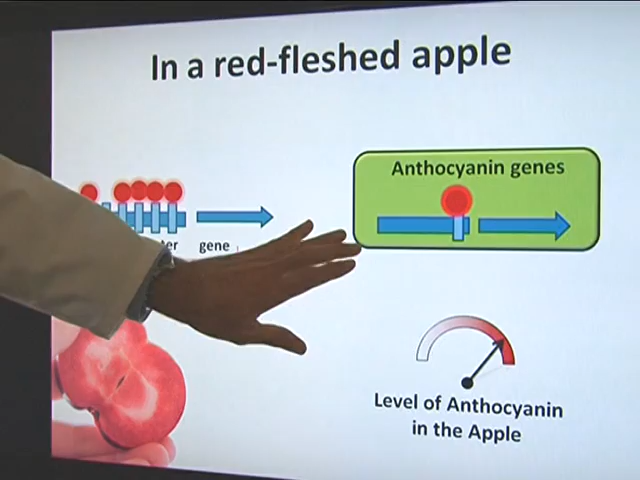 In a red-fleshed apple
Anthocyanin genes
gene
Level of Anthocyanin
in the Apple